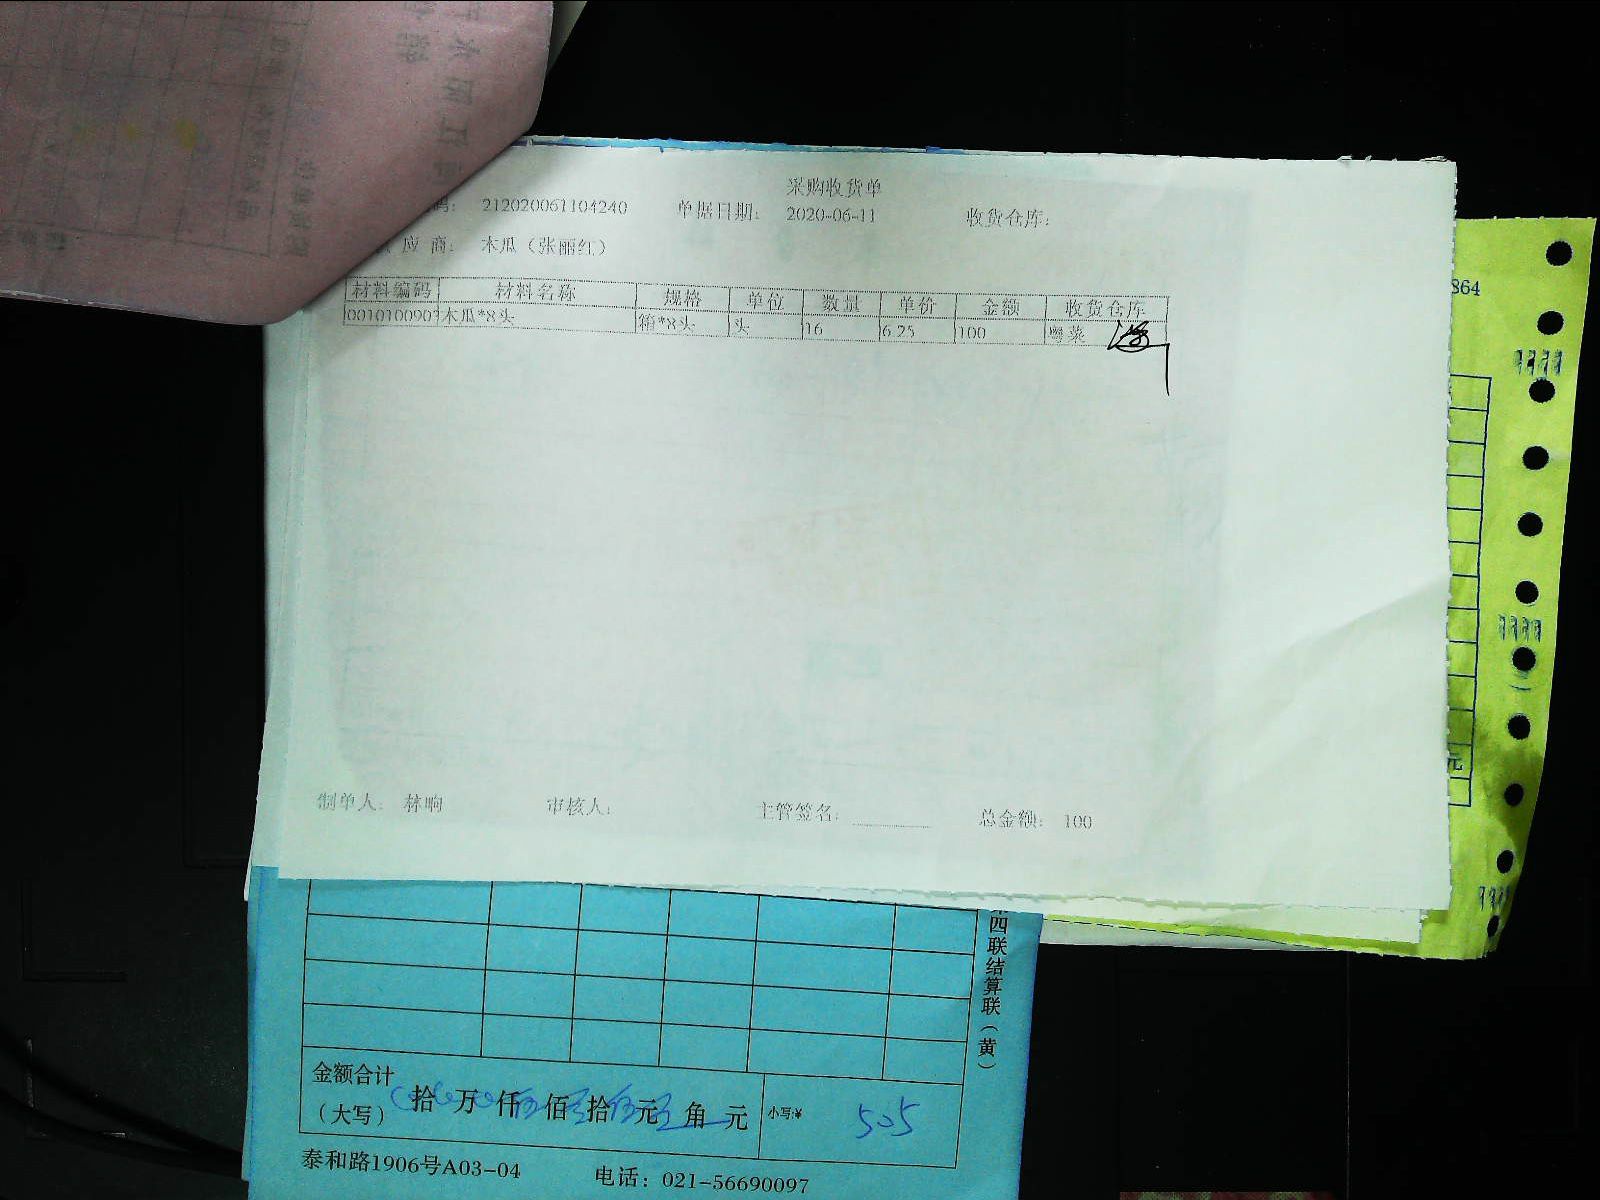 采购收货单
码： 212020061104240 单据日期： 2020-06-11 收货仓库：
应 商： 木瓜（张丽红）
材料编码 材料名称 规格 单位 数量 单价 金额 收货仓库
0010100907 木瓜*8头 箱*8头 头 16 6.25 100 粤菜
制单人： 林晌 审核人： 主管签名： 总金额： 100
864
元
四联结算联（黄）
金额合计
（大写） 拾 万 仟 佰 拾 元 角 元 小写:¥ 505
泰和路1906号A03-04 电话：021-56690097